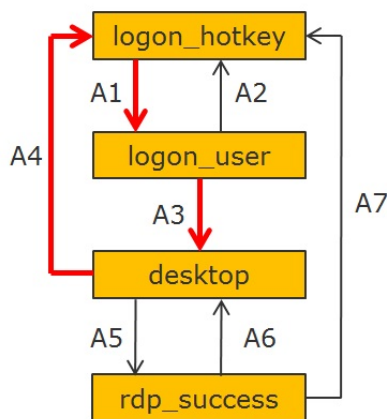 logon_hotkey
A1
A2
A4
logon_user
A7
A3
desktop
A5
A6
rdp_success